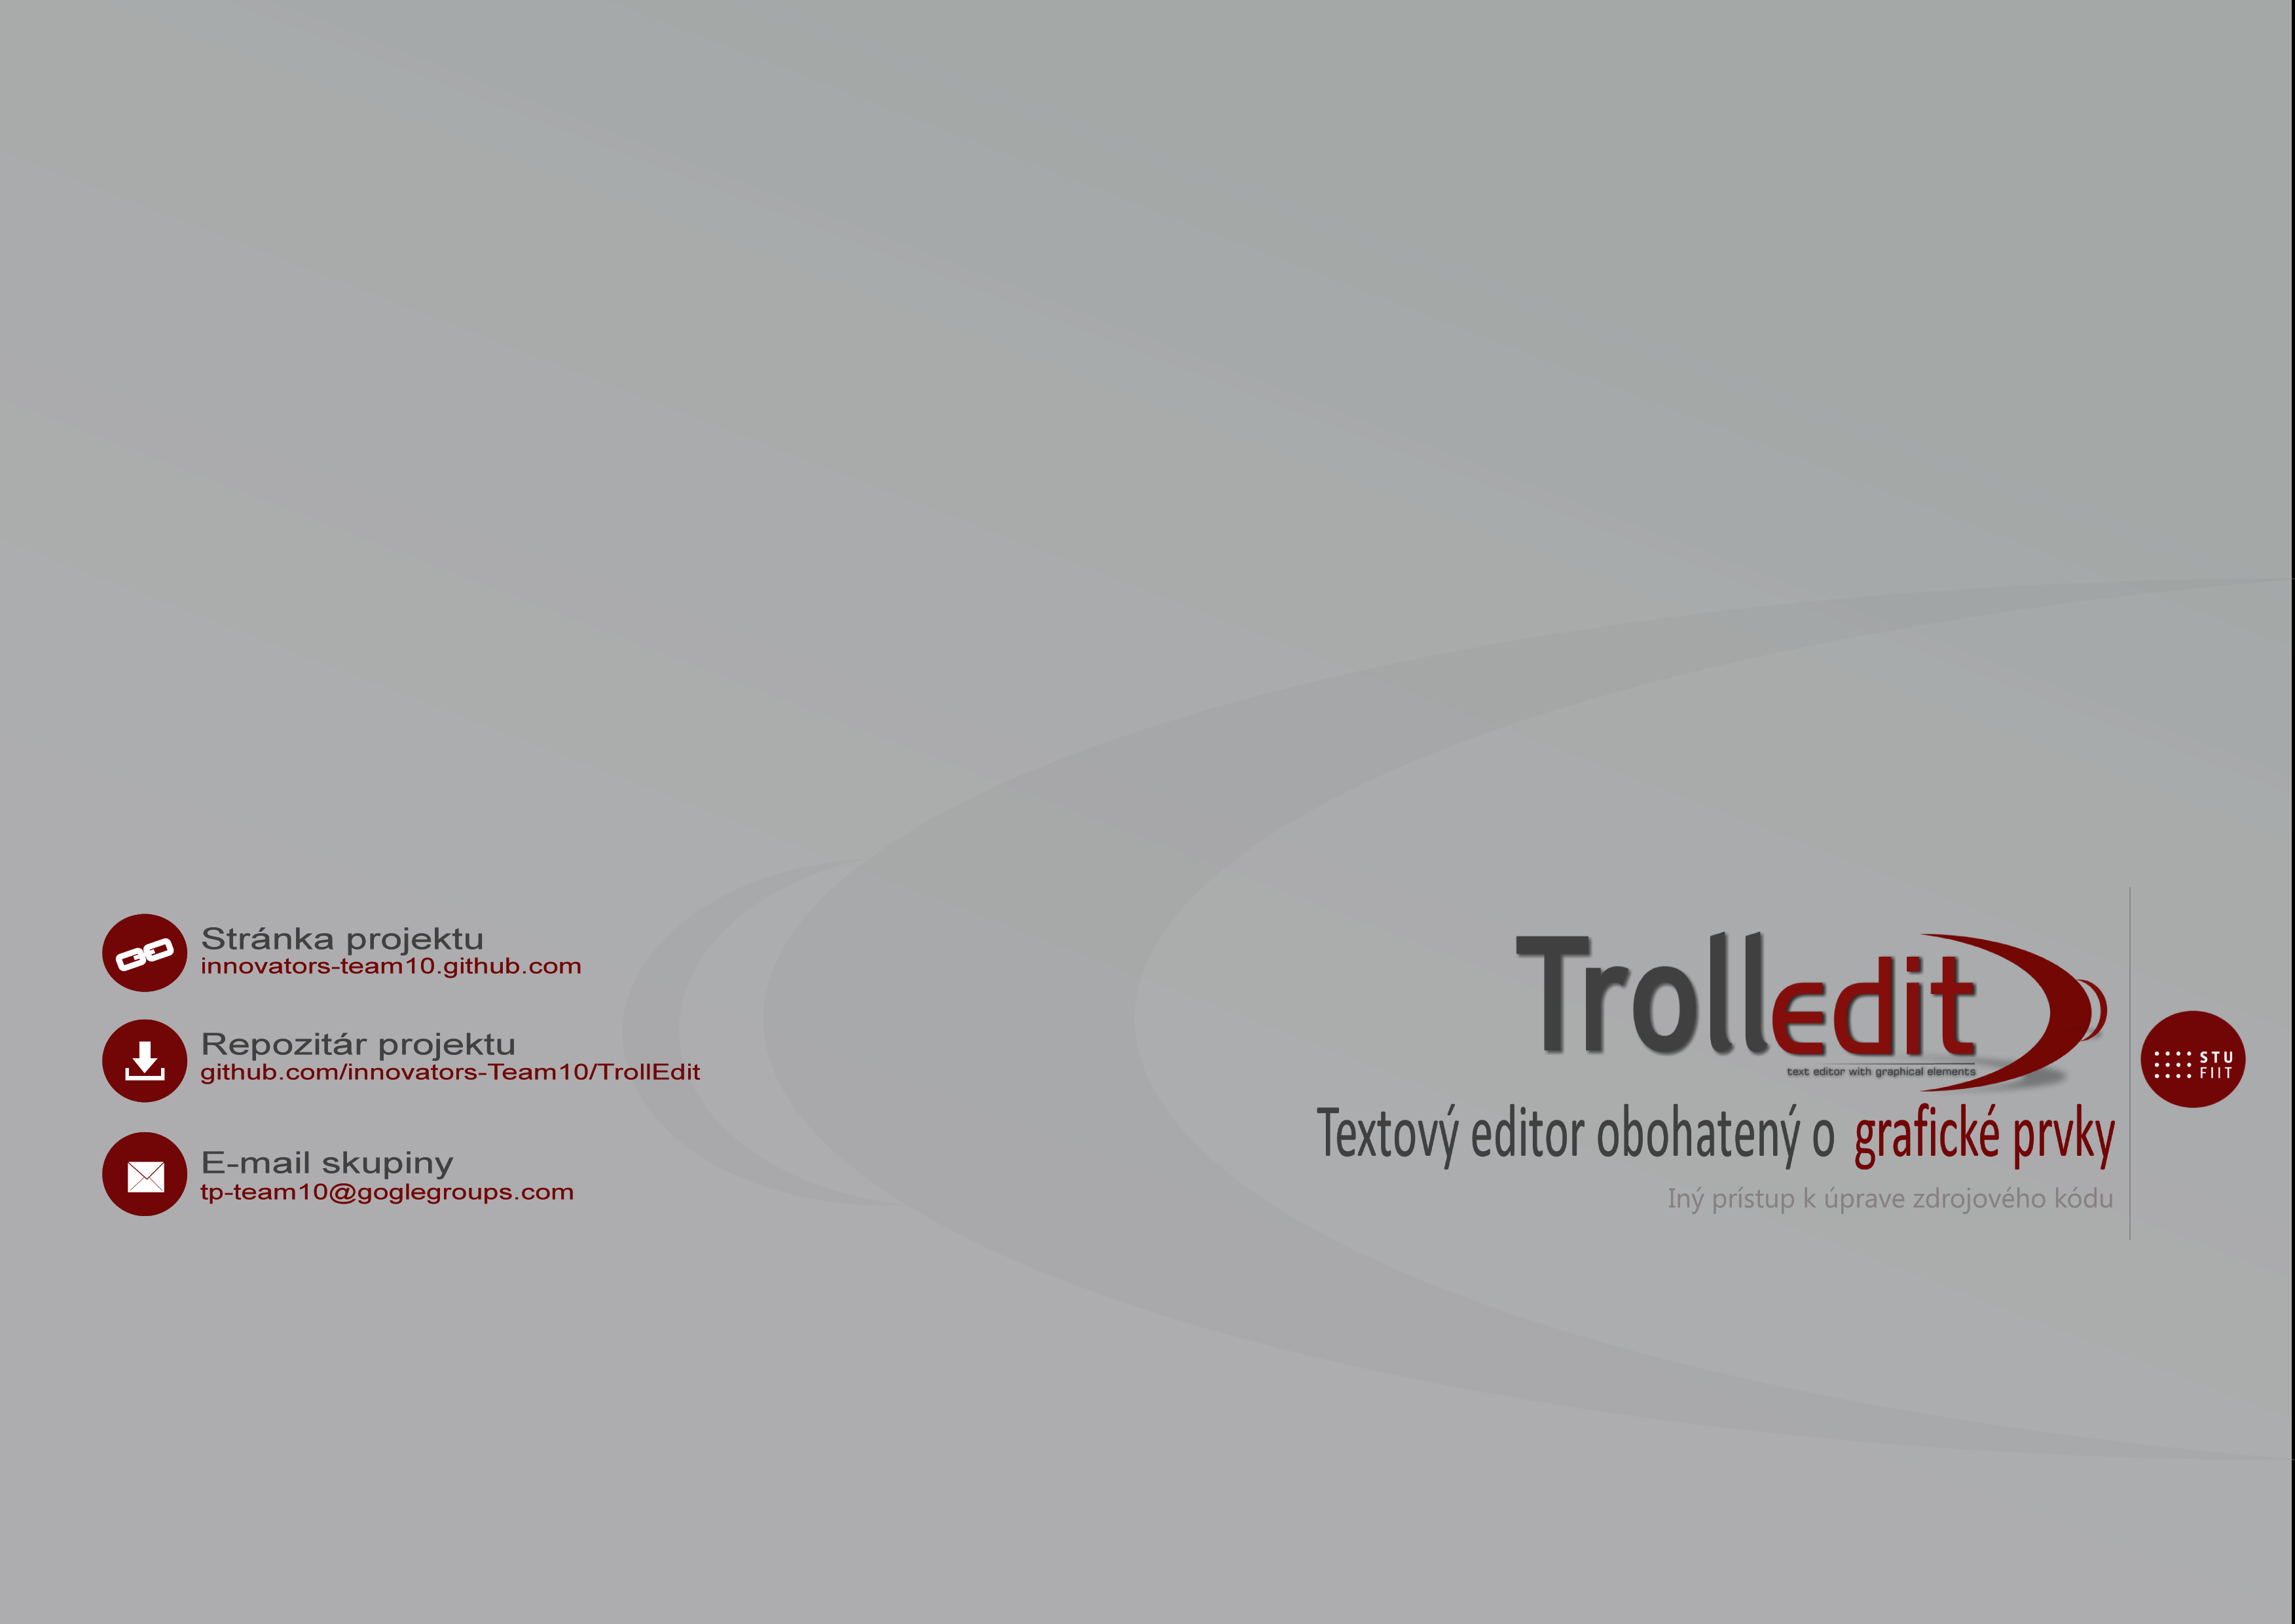 Stránka projektu
innovators-team10.github.com
Repozitár projektu
github.com/innovators-Team10/TrollEdit
E-mail skupiny
tp-team10@goglegroups.com
TrollEdit
text editor with graphical elements
Textový editor obohatený o grafické prvky
Iný prístup k úprave zdrojového kódu
STU
FIIT